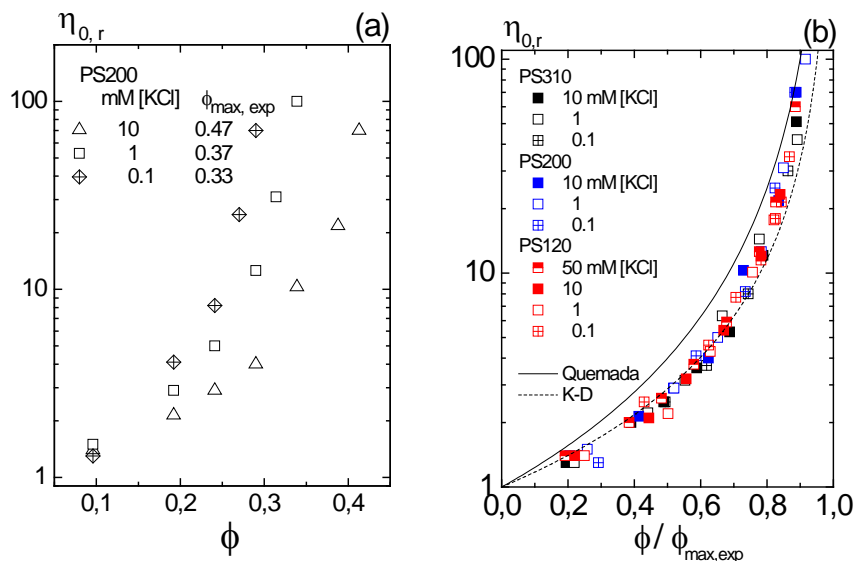 η0, r
(a)
PS200
mM [KCl] ϕmax, exp
10 0.47
1 0.37
0.1 0.33
100
10
1
0,1 0,2 0,3 0,4
ϕ
η0,r
(b)
100
PS310
10 mM [KCl]
1
0.1
PS200
10 mM [KCl]
1
0.1
PS120
50 mM [KCl]
10
1
0.1
Quemada
K-D
10
1
0,0 0,2 0,4 0,6 0,8 1,0
ϕ / ϕmax,exp